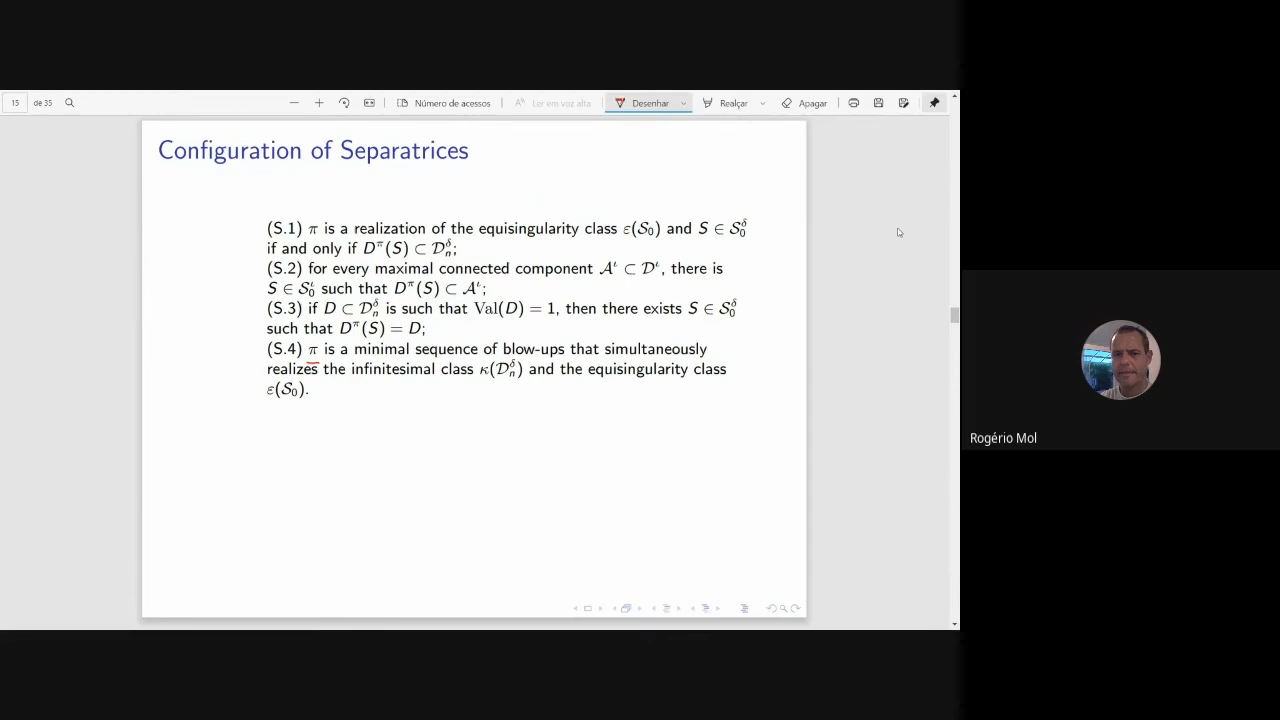 15 de 35 Número de acessos Ler em voz alta Desenhar Realçar Apagar
Configuration of Separatrices
(S.1) π is a realization of the equisingularity class ε(𝒮₀) and S ∈ 𝒮₀^δ
if and only if D^π(S) ⊂ 𝒟ₙ^δ;
(S.2) for every maximal connected component 𝒜^ι ⊂ 𝒟^ι, there is
S ∈ 𝒮₀^ι such that D^π(S) ⊂ 𝒜^ι;
(S.3) if D ⊂ 𝒟ₙ^δ is such that Val(D) = 1, then there exists S ∈ 𝒮₀^δ
such that D^π(S) = D;
(S.4) π is a minimal sequence of blow-ups that simultaneously
realizes the infinitesimal class κ(𝒟ₙ^δ) and the equisingularity class
ε(𝒮₀).
Rogério Mol